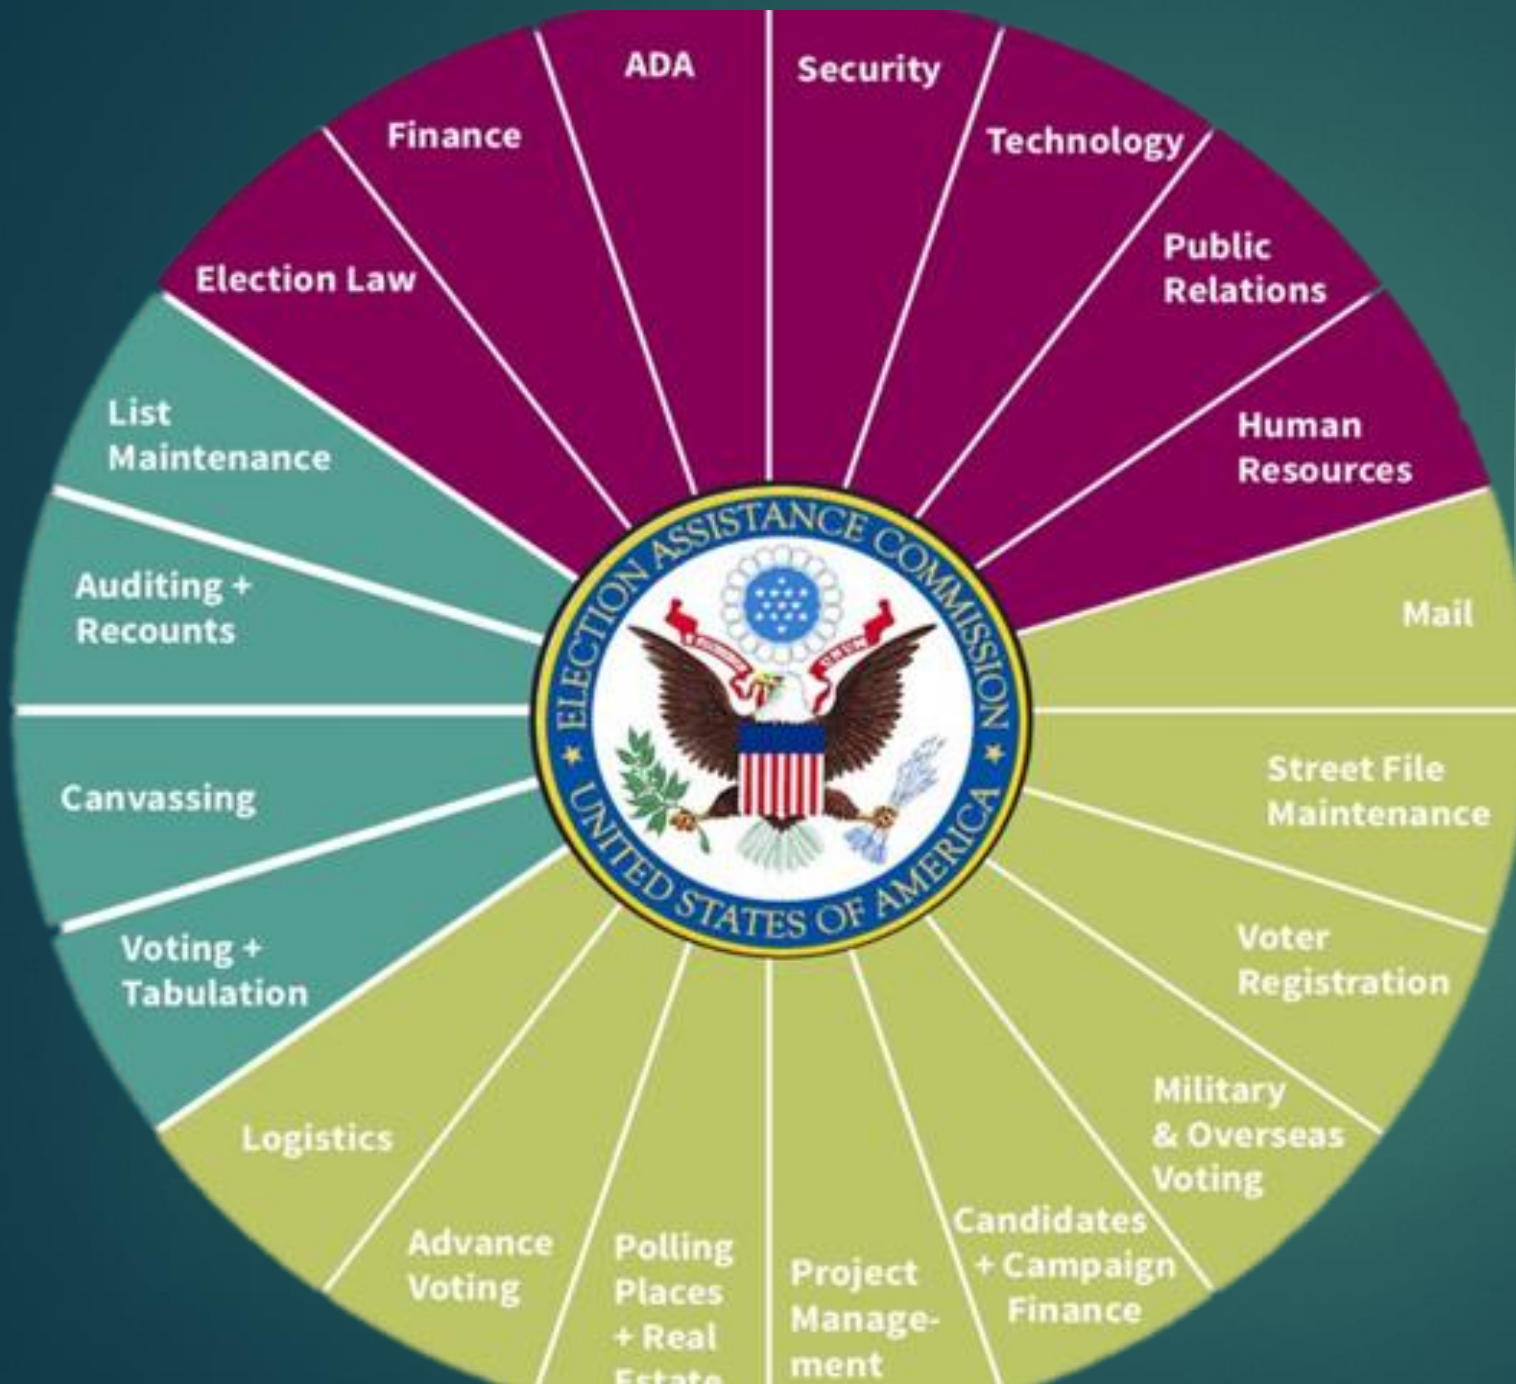 ADA
Security
Technology
Public
Relations
Human
Resources
Mail
Street File
Maintenance
Voter
Registration
Military
& Overseas
Voting
Candidates
+ Campaign
Finance
Project
Manage-
ment
Polling
Places
+ Real
Estate
Advance
Voting
Logistics
Voting +
Tabulation
Canvassing
Auditing +
Recounts
List
Maintenance
Election Law
Finance
ELECTION ASSISTANCE COMMISSION
UNITED STATES OF AMERICA